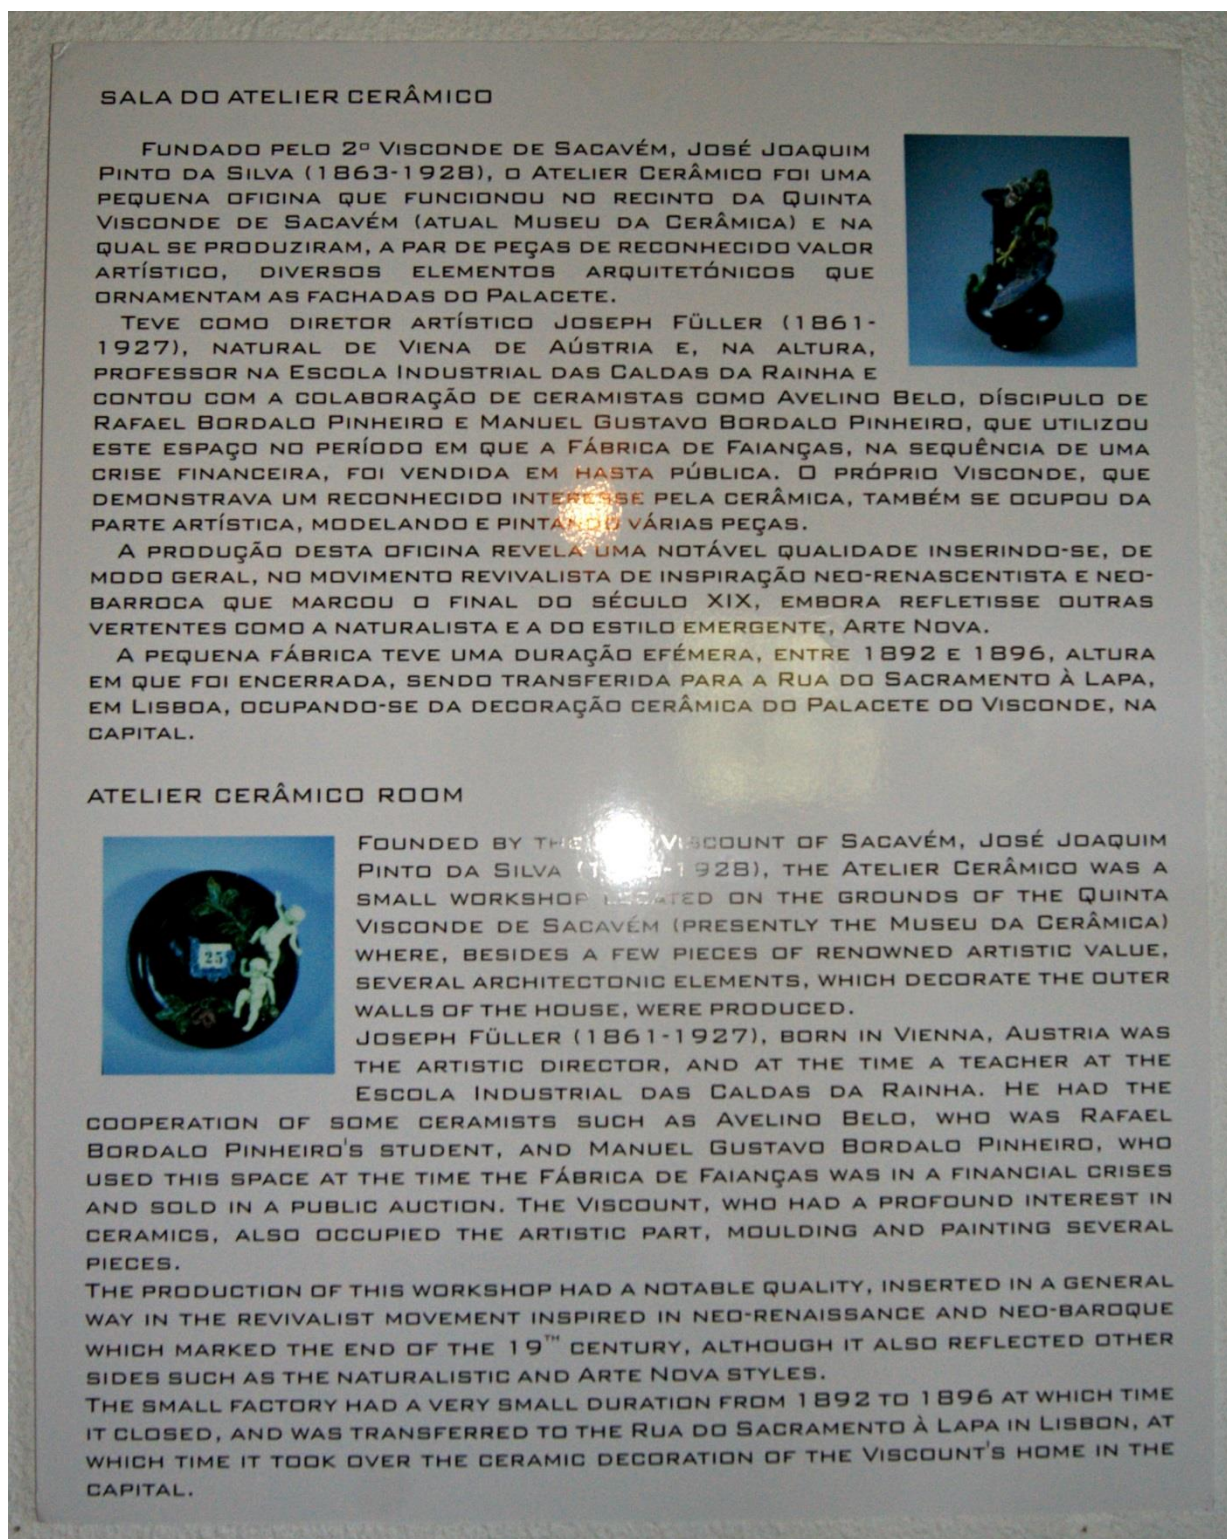 SALA DO ATELIER CERÂMICO
FUNDADO PELO 2º VISCONDE DE SACAVÉM, JOSÉ JOAQUIM
PINTO DA SILVA (1863-1928), O ATELIER CERÂMICO FOI UMA
PEQUENA OFICINA QUE FUNCIONOU NO RECINTO DA QUINTA
VISCONDE DE SACAVÉM (ATUAL MUSEU DA CERÂMICA) E NA
QUAL SE PRODUZIRAM, A PAR DE PEÇAS DE RECONHECIDO VALOR
ARTÍSTICO, DIVERSOS ELEMENTOS ARQUITETÓNICOS QUE
ORNAMENTAM AS FACHADAS DO PALACETE.
TEVE COMO DIRETOR ARTÍSTICO JOSEPH FÜLLER (1861-
1927), NATURAL DE VIENA DE AÚSTRIA E, NA ALTURA,
PROFESSOR NA ESCOLA INDUSTRIAL DAS CALDAS DA RAINHA E
CONTOU COM A COLABORAÇÃO DE CERAMISTAS COMO AVELINO BELO, DÍSCIPULO DE
RAFAEL BORDALO PINHEIRO E MANUEL GUSTAVO BORDALO PINHEIRO, QUE UTILIZOU
ESTE ESPAÇO NO PERÍODO EM QUE A FÁBRICA DE FAIANÇAS, NA SEQUÊNCIA DE UMA
CRISE FINANCEIRA, FOI VENDIDA EM HASTA PÚBLICA. O PRÓPRIO VISCONDE, QUE
DEMONSTRAVA UM RECONHECIDO INTERESSE PELA CERÂMICA, TAMBÉM SE OCUPOU DA
PARTE ARTÍSTICA, MODELANDO E PINTANDO VÁRIAS PEÇAS.
A PRODUÇÃO DESTA OFICINA REVELA UMA NOTÁVEL QUALIDADE INSERINDO-SE, DE
MODO GERAL, NO MOVIMENTO REVIVALISTA DE INSPIRAÇÃO NEO-RENASCENTISTA E NEO-
BARROCA QUE MARCOU O FINAL DO SÉCULO XIX, EMBORA REFLETISSE OUTRAS
VERTENTES COMO A NATURALISTA E A DO ESTILO EMERGENTE, ARTE NOVA.
A PEQUENA FÁBRICA TEVE UMA DURAÇÃO EFÉMERA, ENTRE 1892 E 1896, ALTURA
EM QUE FOI ENCERRADA, SENDO TRANSFERIDA PARA A RUA DO SACRAMENTO À LAPA,
EM LISBOA, OCUPANDO-SE DA DECORAÇÃO CERÂMICA DO PALACETE DO VISCONDE, NA
CAPITAL.
ATELIER CERÂMICO ROOM
FOUNDED BY THE VISCOUNT OF SACAVÉM, JOSÉ JOAQUIM
PINTO DA SILVA -1928), THE ATELIER CERÂMICO WAS A
SMALL WORKSHOP LOCATED ON THE GROUNDS OF THE QUINTA
VISCONDE DE SACAVÉM (PRESENTLY THE MUSEU DA CERÂMICA)
WHERE, BESIDES A FEW PIECES OF RENOWNED ARTISTIC VALUE,
SEVERAL ARCHITECTONIC ELEMENTS, WHICH DECORATE THE OUTER
WALLS OF THE HOUSE, WERE PRODUCED.
25
JOSEPH FÜLLER (1861-1927), BORN IN VIENNA, AUSTRIA WAS
THE ARTISTIC DIRECTOR, AND AT THE TIME A TEACHER AT THE
ESCOLA INDUSTRIAL DAS CALDAS DA RAINHA. HE HAD THE
COOPERATION OF SOME CERAMISTS SUCH AS AVELINO BELO, WHO WAS RAFAEL
BORDALO PINHEIRO'S STUDENT, AND MANUEL GUSTAVO BORDALO PINHEIRO, WHO
USED THIS SPACE AT THE TIME THE FÁBRICA DE FAIANÇAS WAS IN A FINANCIAL CRISES
AND SOLD IN A PUBLIC AUCTION. THE VISCOUNT, WHO HAD A PROFOUND INTEREST IN
CERAMICS, ALSO OCCUPIED THE ARTISTIC PART, MOULDING AND PAINTING SEVERAL
PIECES.
THE PRODUCTION OF THIS WORKSHOP HAD A NOTABLE QUALITY, INSERTED IN A GENERAL
WAY IN THE REVIVALIST MOVEMENT INSPIRED IN NEO-RENAISSANCE AND NEO-BAROQUE
WHICH MARKED THE END OF THE 19TH CENTURY, ALTHOUGH IT ALSO REFLECTED OTHER
SIDES SUCH AS THE NATURALISTIC AND ARTE NOVA STYLES.
THE SMALL FACTORY HAD A VERY SMALL DURATION FROM 1892 TO 1896 AT WHICH TIME
IT CLOSED, AND WAS TRANSFERRED TO THE RUA DO SACRAMENTO À LAPA IN LISBON, AT
WHICH TIME IT TOOK OVER THE CERAMIC DECORATION OF THE VISCOUNT'S HOME IN THE
CAPITAL.